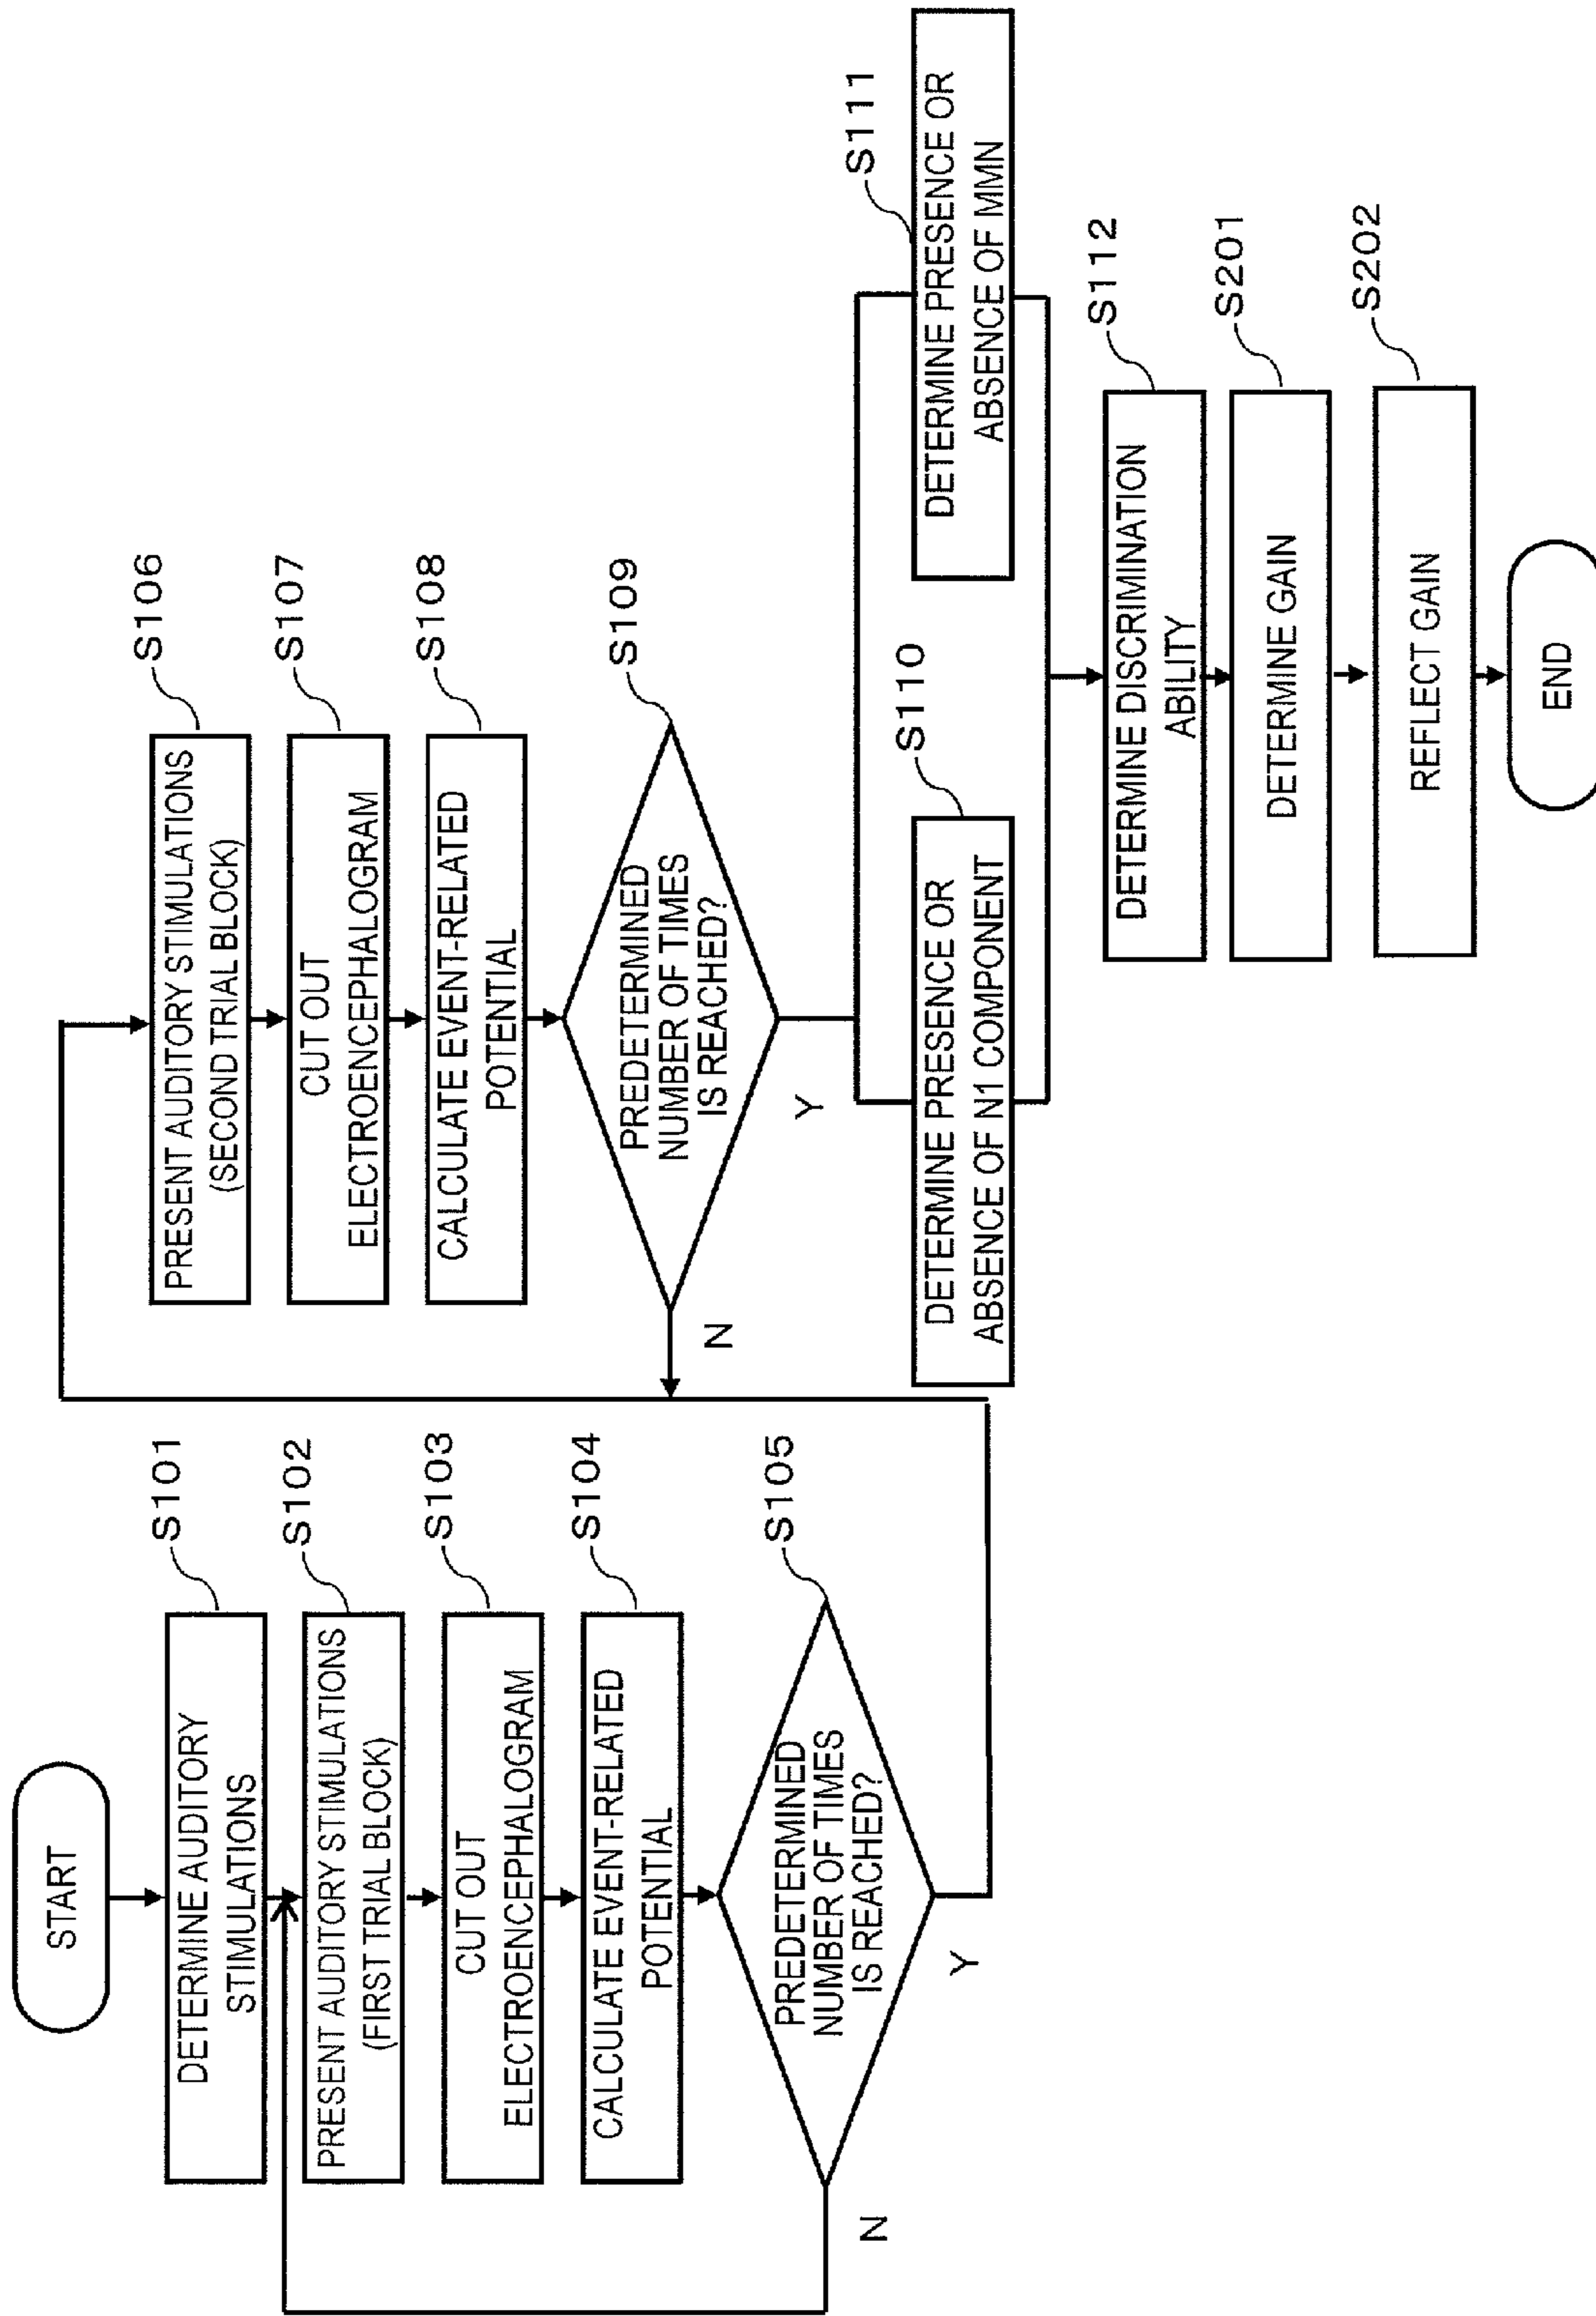 START
DETERMINE AUDITORY
STIMULATIONS
S101
PRESENT AUDITORY STIMULATIONS
(FIRST TRIAL BLOCK)
S102
CUT OUT
ELECTROENCEPHALOGRAM
S103
CALCULATE EVENT-RELATED
POTENTIAL
S104
PREDETERMINED
NUMBER OF TIMES
IS REACHED?
S105
N
Y
PRESENT AUDITORY STIMULATIONS
(SECOND TRIAL BLOCK)
S106
CUT OUT
ELECTROENCEPHALOGRAM
S107
CALCULATE EVENT-RELATED
POTENTIAL
S108
PREDETERMINED
NUMBER OF TIMES
IS REACHED?
S109
N
Y
DETERMINE PRESENCE OR
ABSENCE OF N1 COMPONENT
S110
DETERMINE PRESENCE OR
ABSENCE OF MMN
S111
DETERMINE DISCRIMINATION
ABILITY
S112
DETERMINE GAIN
S201
REFLECT GAIN
S202
END